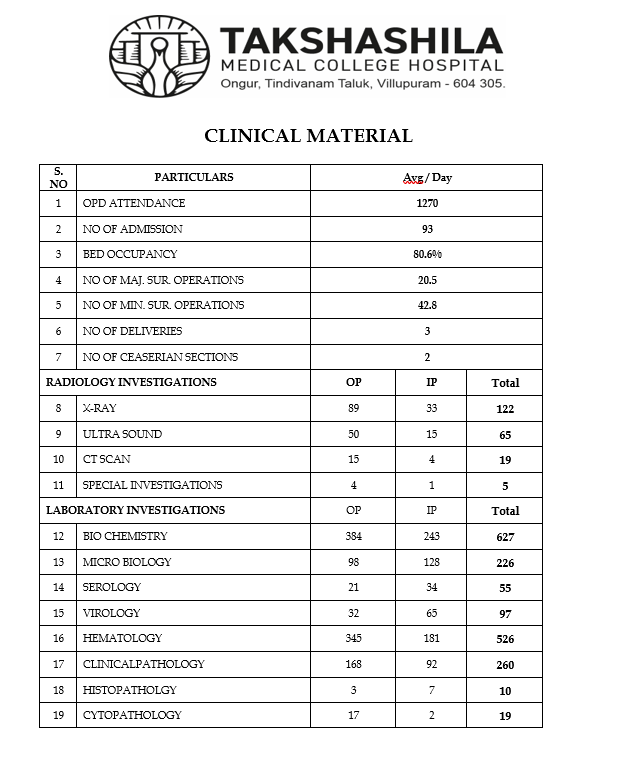 TAKSHASHILA
MEDICAL COLLEGE HOSPITAL
Ongur, Tindivanam Taluk, Villupuram - 604 305.
CLINICAL MATERIAL
S. NO PARTICULARS Avg / Day
1 OPD ATTENDANCE 1270
2 NO OF ADMISSION 93
3 BED OCCUPANCY 80.6%
4 NO OF MAJ. SUR. OPERATIONS 20.5
5 NO OF MIN. SUR. OPERATIONS 42.8
6 NO OF DELIVERIES 3
7 NO OF CEASERIAN SECTIONS 2
RADIOLOGY INVESTIGATIONS OP IP Total
8 X-RAY 89 33 122
9 ULTRA SOUND 50 15 65
10 CT SCAN 15 4 19
11 SPECIAL INVESTIGATIONS 4 1 5
LABORATORY INVESTIGATIONS OP IP Total
12 BIO CHEMISTRY 384 243 627
13 MICRO BIOLOGY 98 128 226
14 SEROLOGY 21 34 55
15 VIROLOGY 32 65 97
16 HEMATOLOGY 345 181 526
17 CLINICALPATHOLOGY 168 92 260
18 HISTOPATHOLGY 3 7 10
19 CYTOPATHOLOGY 17 2 19